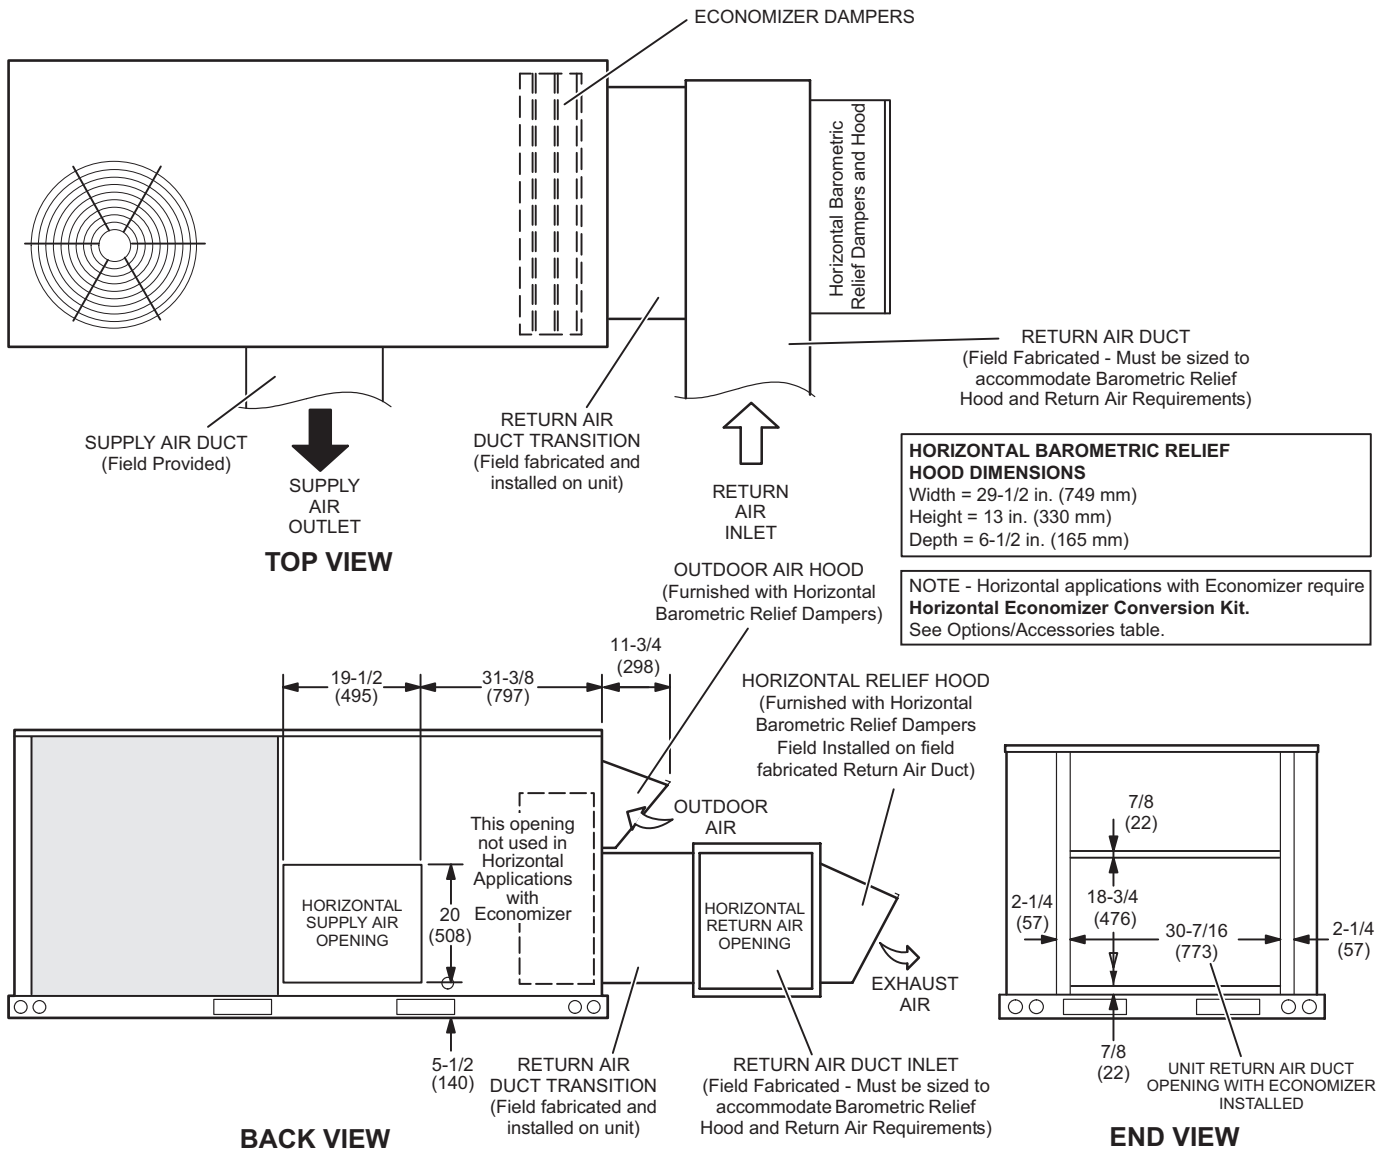 ECONOMIZER DAMPERS
Horizontal Barometric
Relief Dampers and Hood
RETURN AIR DUCT
(Field Fabricated - Must be sized to
accommodate Barometric Relief
Hood and Return Air Requirements)
SUPPLY AIR DUCT
(Field Provided)
SUPPLY
AIR
OUTLET
RETURN AIR
DUCT TRANSITION
(Field fabricated and
installed on unit)
RETURN
AIR
INLET
TOP VIEW
HORIZONTAL BAROMETRIC RELIEF
HOOD DIMENSIONS
Width = 29-1/2 in. (749 mm)
Height = 13 in. (330 mm)
Depth = 6-1/2 in. (165 mm)
NOTE - Horizontal applications with Economizer require
Horizontal Economizer Conversion Kit.
See Options/Accessories table.
OUTDOOR AIR HOOD
(Furnished with Horizontal
Barometric Relief Dampers)
19-1/2
(495)
31-3/8
(797)
11-3/4
(298)
HORIZONTAL RELIEF HOOD
(Furnished with Horizontal
Barometric Relief Dampers
Field Installed on field
fabricated Return Air Duct)
OUTDOOR
AIR
This opening
not used in
Horizontal
Applications
with
Economizer
HORIZONTAL
SUPPLY AIR
OPENING
20
(508)
HORIZONTAL
RETURN AIR
OPENING
EXHAUST
AIR
5-1/2
(140)
RETURN AIR
DUCT TRANSITION
(Field fabricated and
installed on unit)
RETURN AIR DUCT INLET
(Field Fabricated - Must be sized to
accommodate Barometric Relief
Hood and Return Air Requirements)
BACK VIEW
7/8
(22)
2-1/4
(57)
18-3/4
(476)
30-7/16
(773)
2-1/4
(57)
7/8
(22)
UNIT RETURN AIR DUCT
OPENING WITH ECONOMIZER
INSTALLED
END VIEW